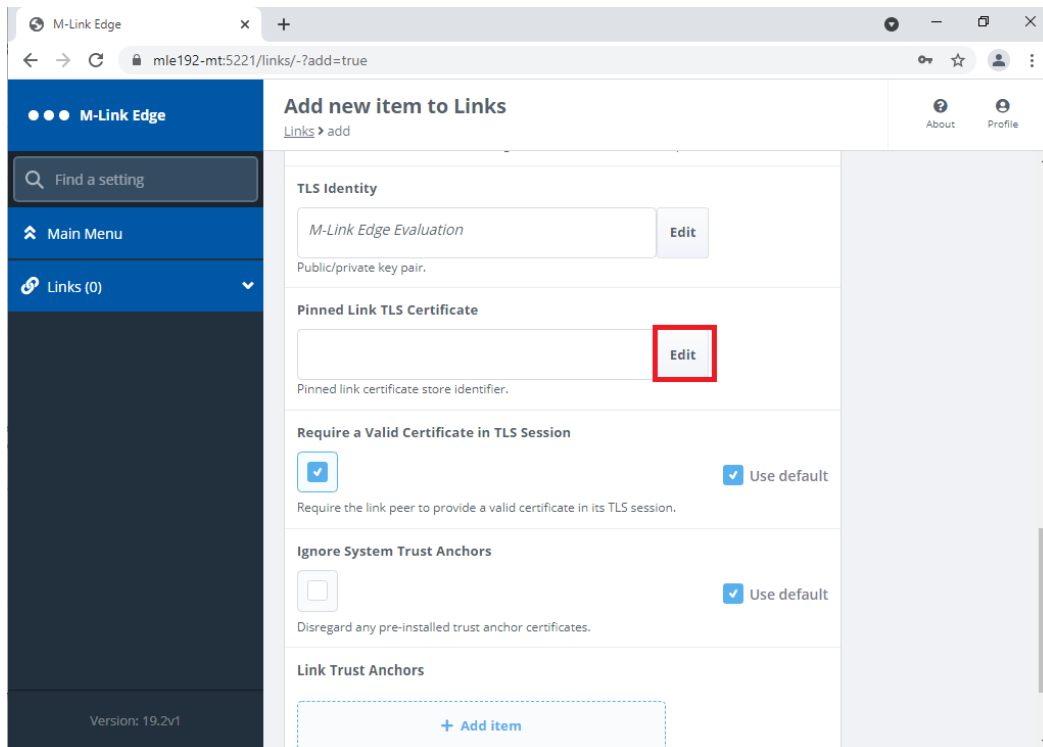 M-Link Edge
mle192-mt:5221/links/-?add=true
M-Link Edge
Add new item to Links
Links > add
About
Profile
Find a setting
Main Menu
Links (0)
TLS Identity
M-Link Edge Evaluation
Edit
Public/private key pair.
Pinned Link TLS Certificate
Edit
Pinned link certificate store identifier.
Require a Valid Certificate in TLS Session
Use default
Require the link peer to provide a valid certificate in its TLS session.
Ignore System Trust Anchors
Use default
Disregard any pre-installed trust anchor certificates.
Link Trust Anchors
+ Add item
Version: 19.2v1